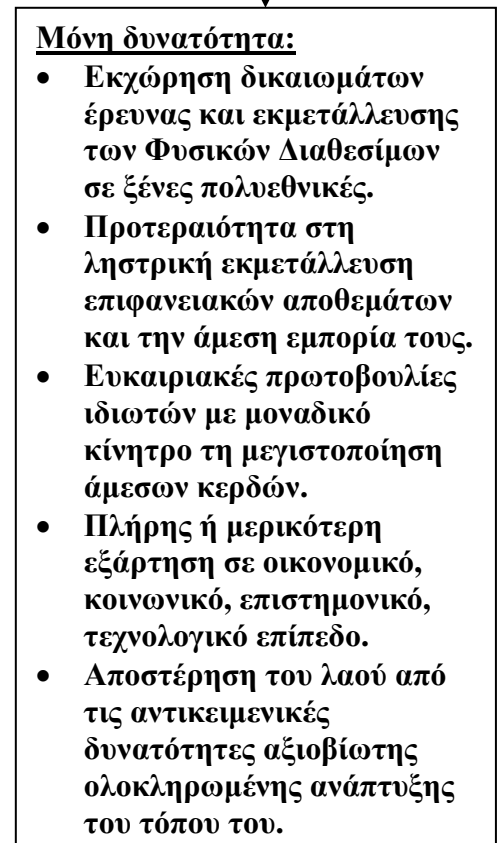 Μόνη δυνατότητα:
• Εκχώρηση δικαιωμάτων
έρευνας και εκμετάλλευσης
των Φυσικών Διαθεσίμων
σε ξένες πολυεθνικές.
• Προτεραιότητα στη
ληστρική εκμετάλλευση
επιφανειακών αποθεμάτων
και την άμεση εμπορία τους.
• Ευκαιριακές πρωτοβουλίες
ιδιωτών με μοναδικό
κίνητρο τη μεγιστοποίηση
άμεσων κερδών.
• Πλήρης ή μερικότερη
εξάρτηση σε οικονομικό,
κοινωνικό, επιστημονικό,
τεχνολογικό επίπεδο.
• Αποστέρηση του λαού από
τις αντικειμενικές
δυνατότητες αξιοβίωτης
ολοκληρωμένης ανάπτυξης
του τόπου του.